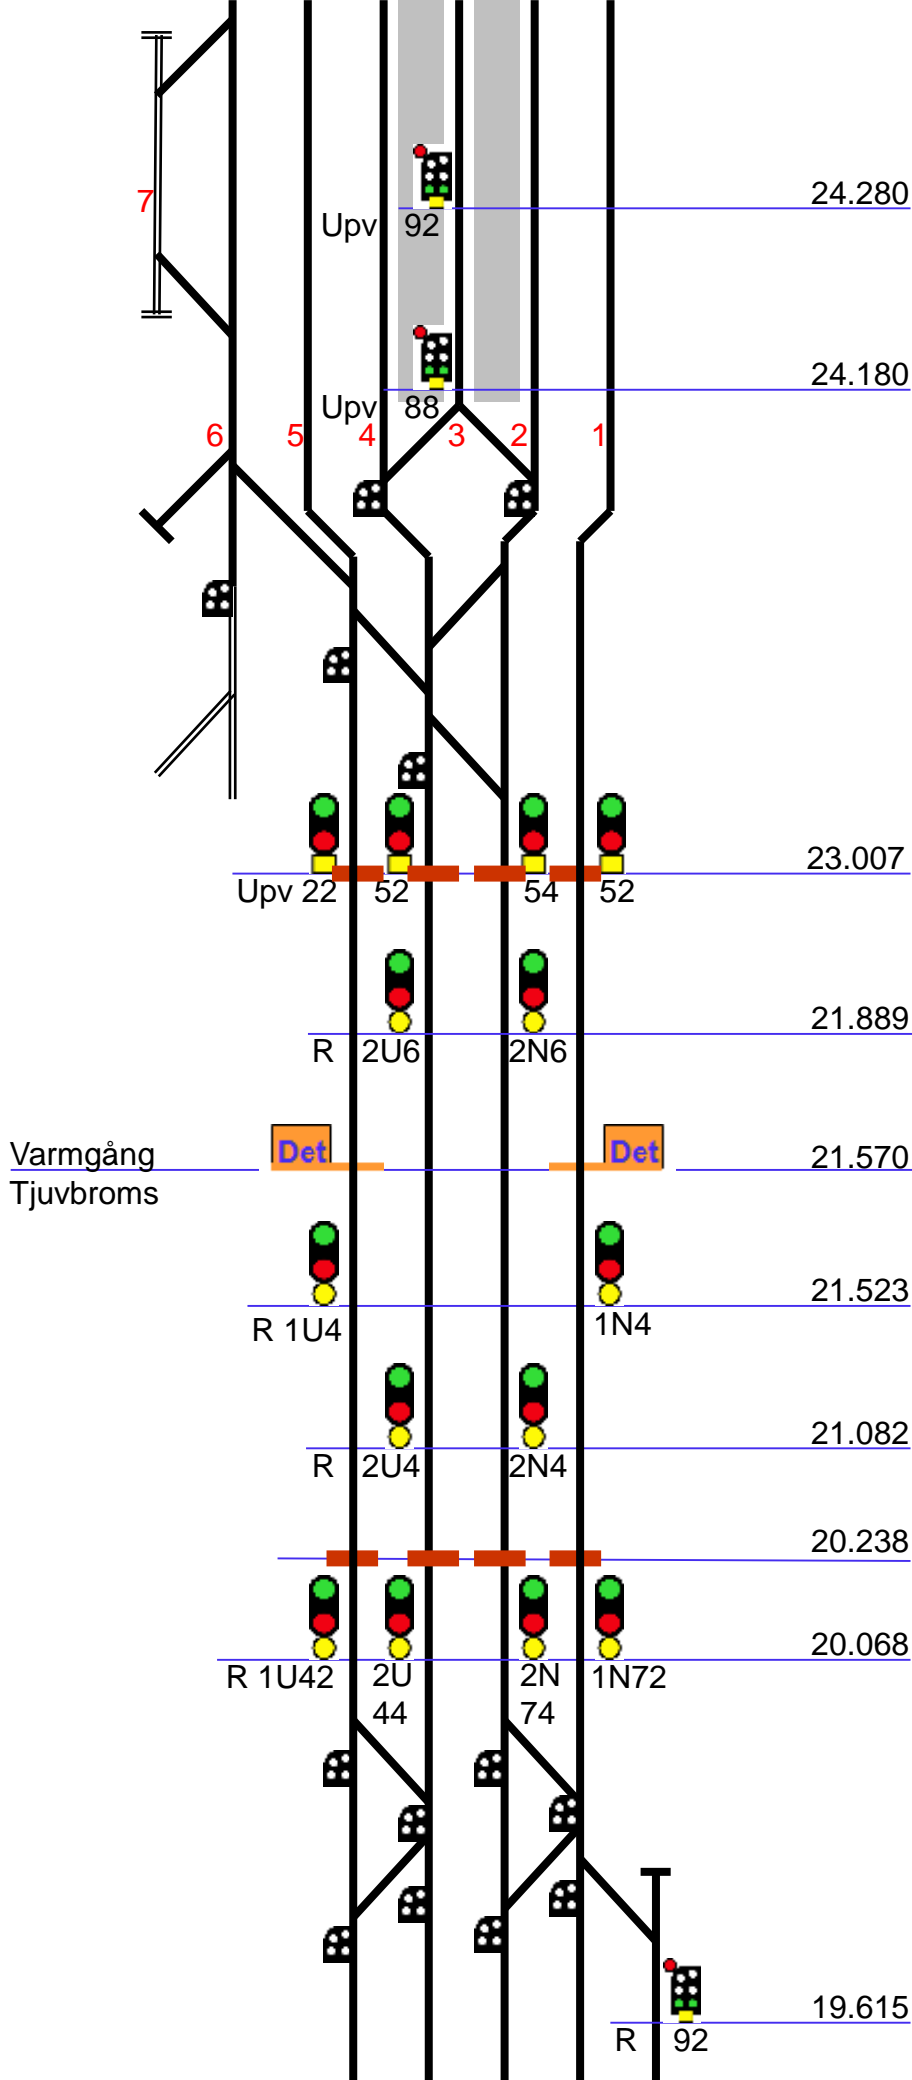 24.280
7
Upv 92
24.180
Upv 88
6 5 4 3 2 1
23.007
Upv 22 52 54 52
21.889
R 2U6 2N6
Det Det
Varmgång 21.570
Tjuvbroms
21.523
R 1U4 1N4
21.082
R 2U4 2N4
20.238
20.068
R 1U42 2U 2N 1N72
44 74
19.615
R 92